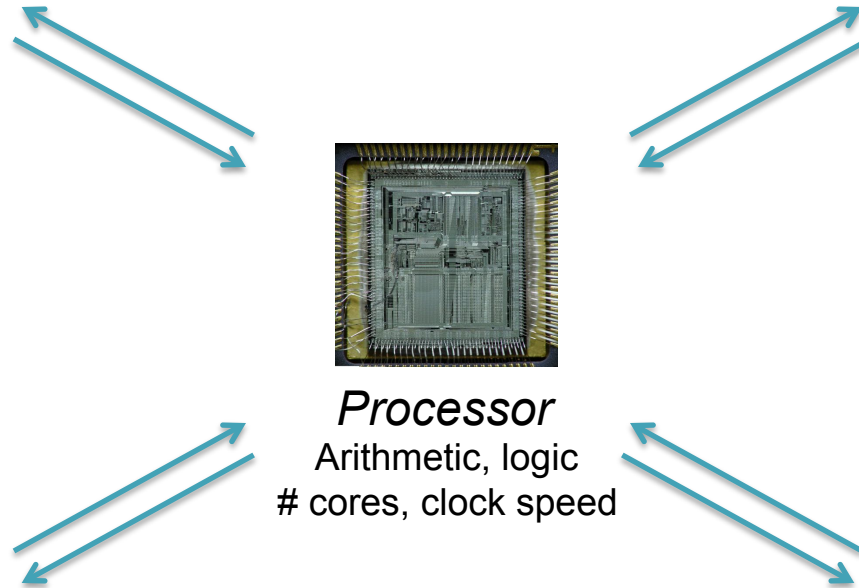 Processor
Arithmetic, logic
# cores, clock speed